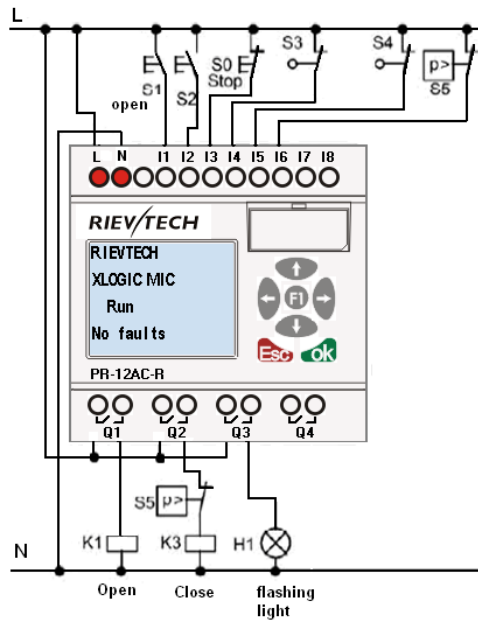 L
S1
S2
S0
Stop
S3
S4
p>
S5
open
L N I1 I2 I3 I4 I5 I6 I7 I8
RIEVTECH
RIEVTECH
XLOGIC MIC
Run
No faults
F1
Esc ok
PR-12AC-R
Q1 Q2 Q3 Q4
S5 p>
K1 K3 H1
N
Open Close flashing
light